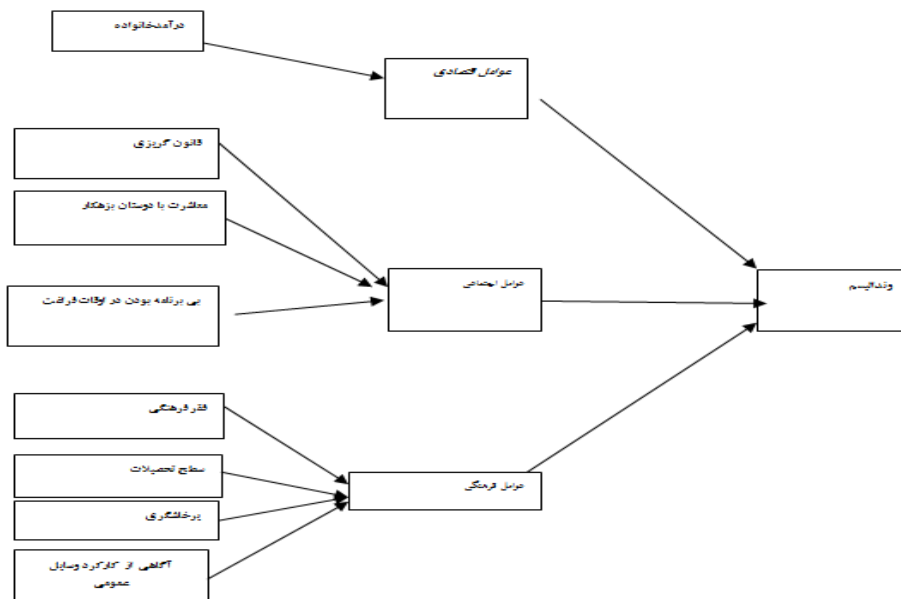 درآمدخانواده
عوامل اقتصادی
قانون گریزی
معاشرت با دوستان بزهکار
بی برنامه بودن در اوقات فراغت
عوامل اجتماعی
وندالیسم
فقر فرهنگی
سطح تحصیلات
پرخاشگری
آگاهی از کارکرد وسایل
عمومی
عوامل فرهنگی